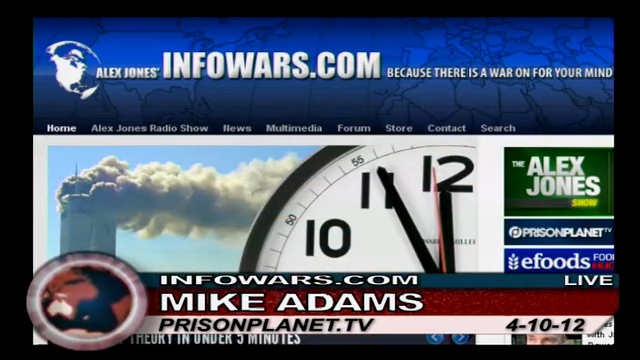 ALEX JONES' INFOWARS.COM BECAUSE THERE IS A WAR ON FOR YOUR MIND
Home Alex Jones Radio Show News Multimedia Forum Store Contact Search
55
50
10
11
12
THE
ALEX
JONES
SHOW
PRISONPLANET TV
efoods
INFOWARS.COM LIVE
MIKE ADAMS
PRISONPLANET.TV 4-10-12
THEORY IN UNDER 5 MINUTES